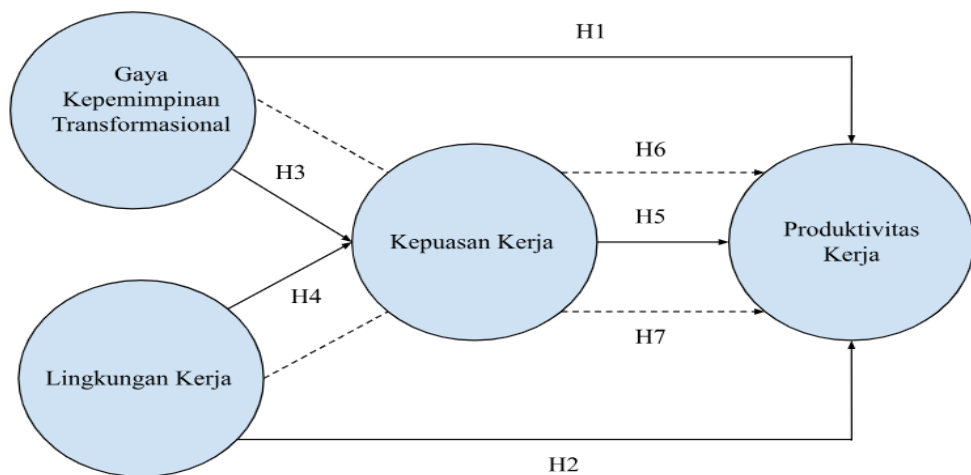 H1
Gaya
Kepemimpinan
Transformasional
H3
H6
H5
Kepuasan Kerja
Produktivitas
Kerja
H4
H7
Lingkungan Kerja
H2